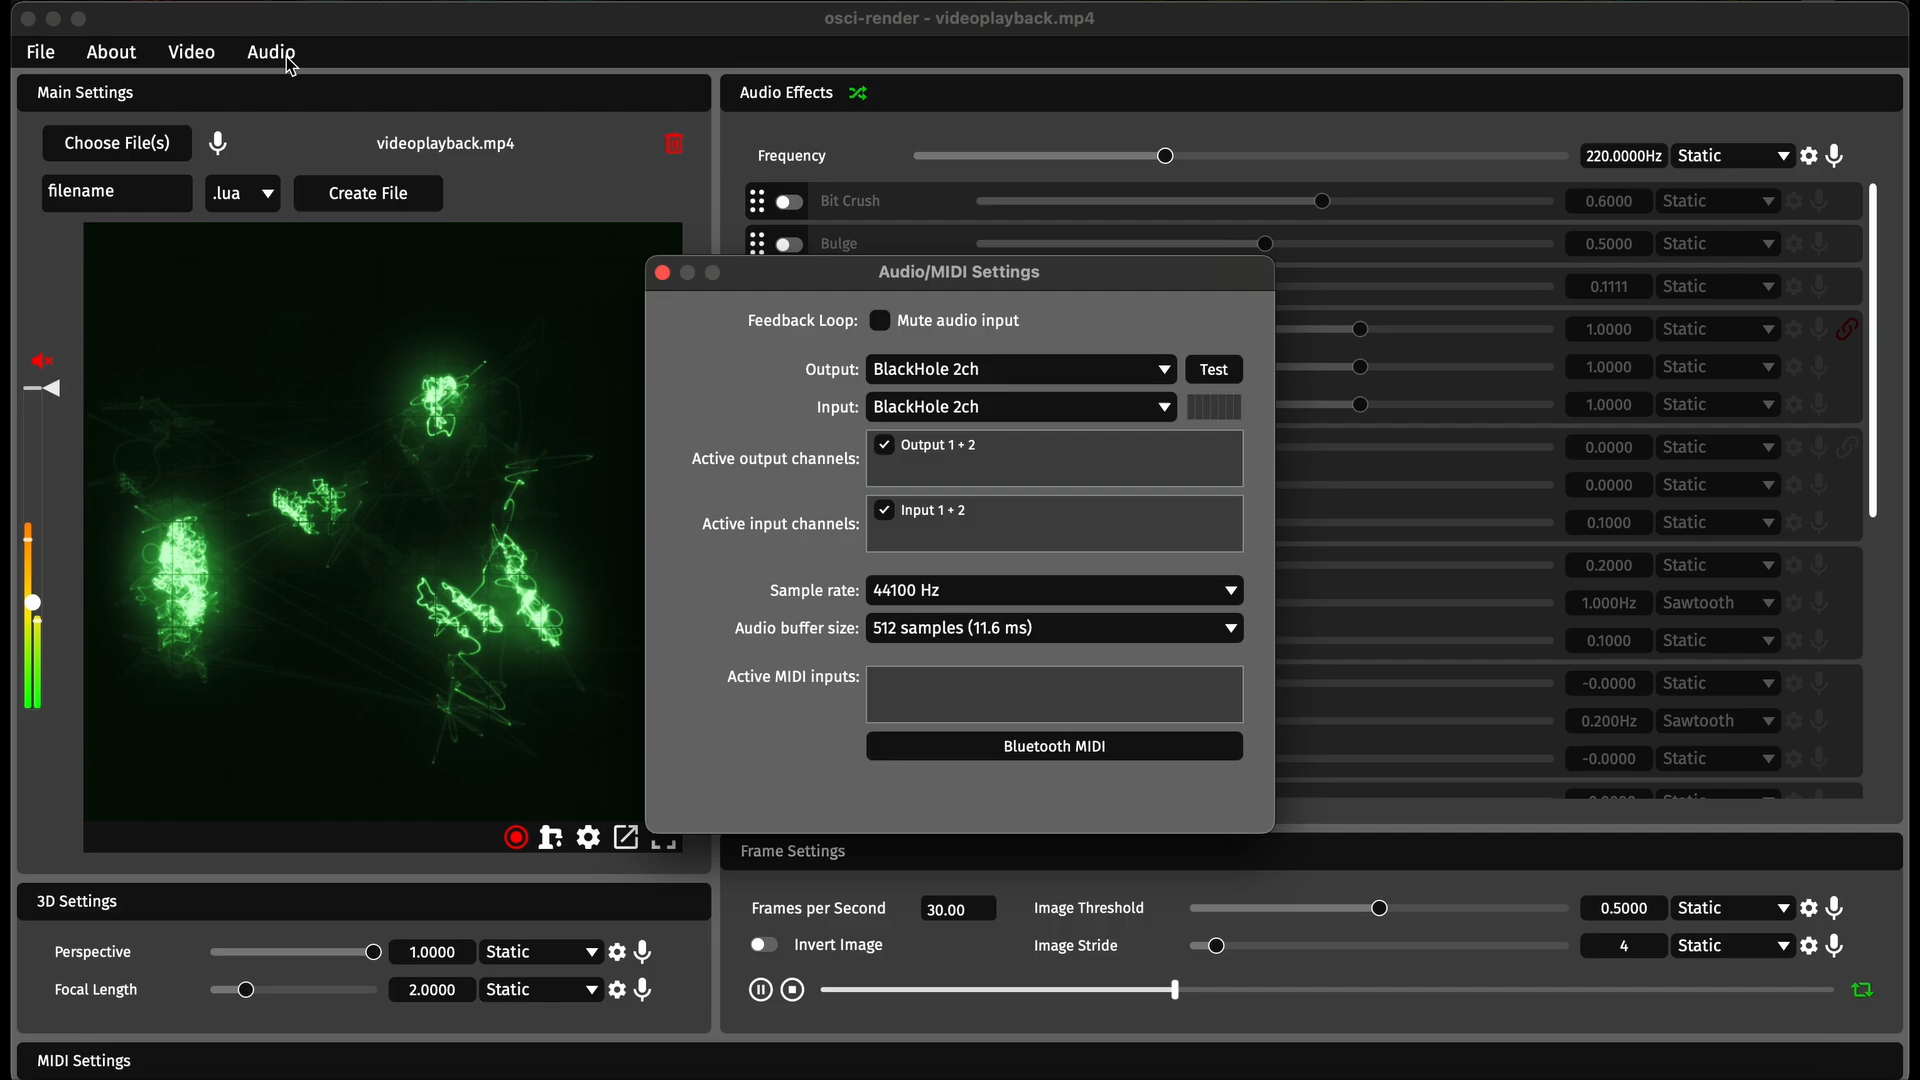 osci-render - videoplayback.mp4
File About Video Audio
Main Settings
Choose File(s) videoplayback.mp4
filename .lua Create File
Audio Effects
Frequency 220.0000Hz Static
Bit Crush 0.6000 Static
Bulge 0.5000 Static
0.1111 Static
1.0000 Static
1.0000 Static
1.0000 Static
0.0000 Static
0.0000 Static
0.1000 Static
0.2000 Static
1.000Hz Sawtooth
0.1000 Static
-0.0000 Static
0.200Hz Sawtooth
-0.0000 Static
Audio/MIDI Settings
Feedback Loop: Mute audio input
Output: BlackHole 2ch Test
Input: BlackHole 2ch
Active output channels: Output 1 + 2
Active input channels: Input 1 + 2
Sample rate: 44100 Hz
Audio buffer size: 512 samples (11.6 ms)
Active MIDI inputs:
Bluetooth MIDI
3D Settings
Perspective 1.0000 Static
Focal Length 2.0000 Static
Frame Settings
Frames per Second 30.00 Image Threshold 0.5000 Static
Invert Image Image Stride 4 Static
MIDI Settings